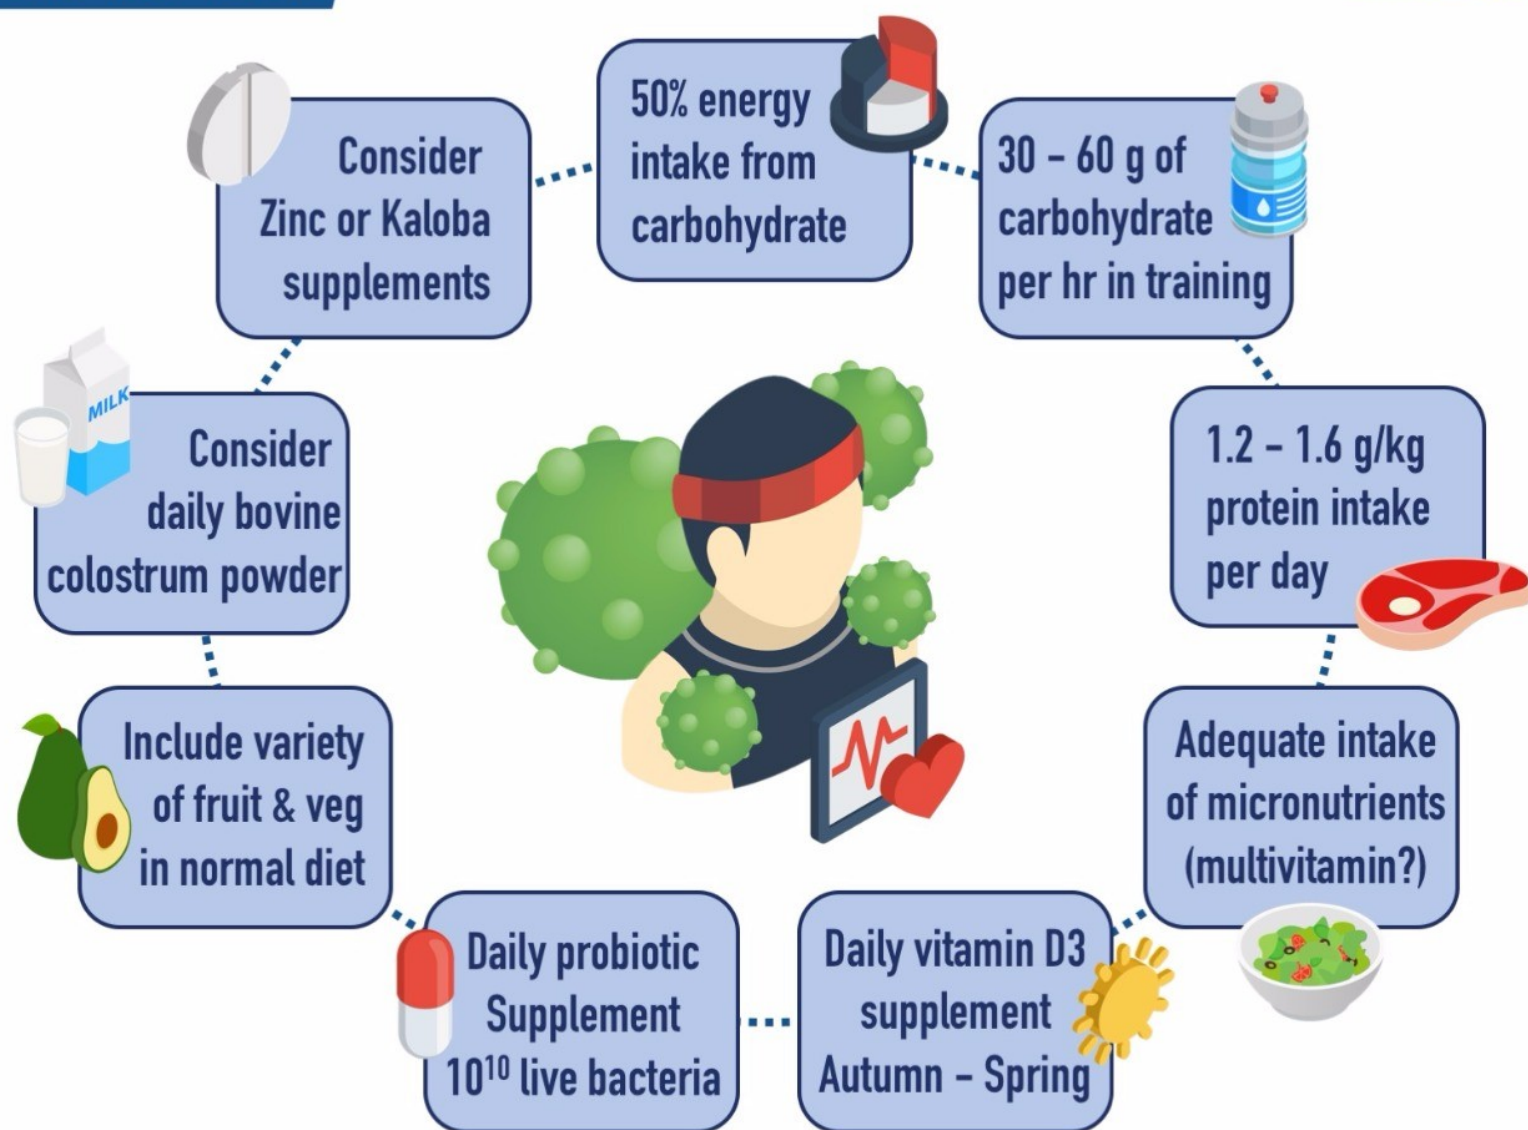 50% energy
intake from
carbohydrate
30 – 60 g of
carbohydrate
per hr in training
1.2 – 1.6 g/kg
protein intake
per day
Adequate intake
of micronutrients
(multivitamin?)
Daily vitamin D3
supplement
Autumn – Spring
Daily probiotic
Supplement
10¹⁰ live bacteria
Include variety
of fruit & veg
in normal diet
Consider
daily bovine
colostrum powder
MILK
Consider
Zinc or Kaloba
supplements